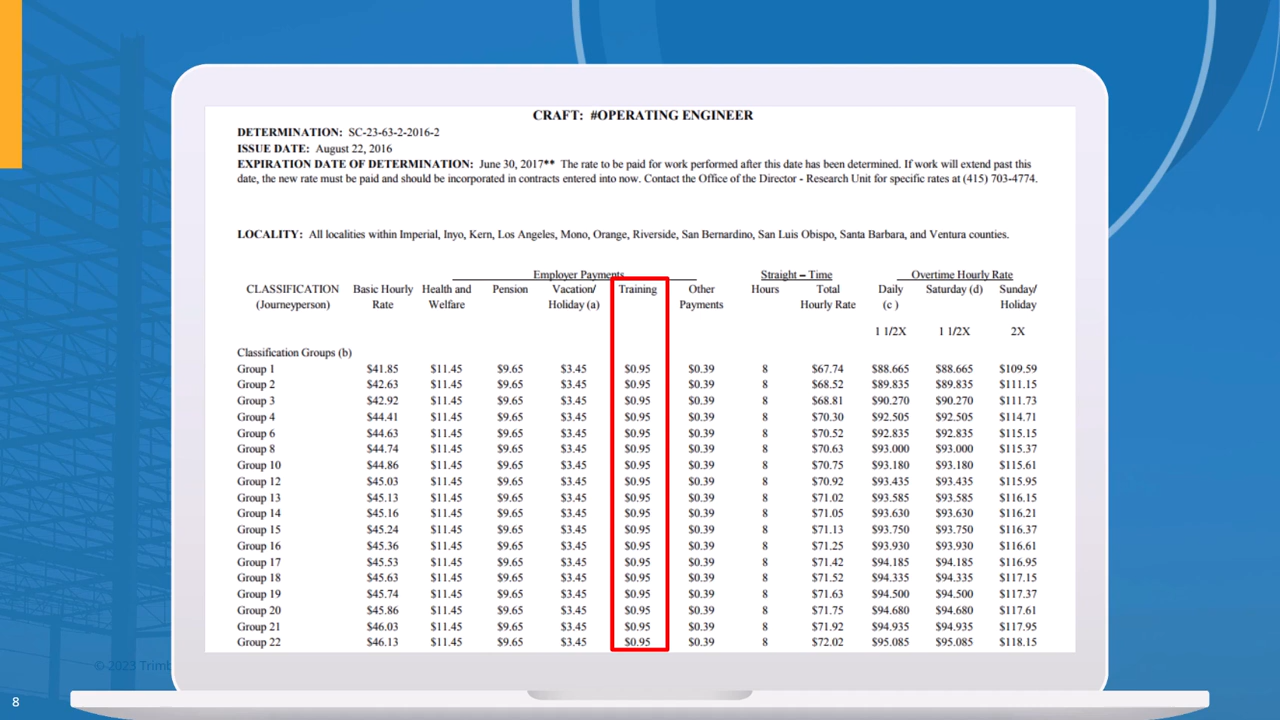 CRAFT: #OPERATING ENGINEER
DETERMINATION: SC-23-63-2-2016-2
ISSUE DATE: August 22, 2016
EXPIRATION DATE OF DETERMINATION: June 30, 2017** The rate to be paid for work performed after this date has been determined. If work will extend past this
date, the new rate must be paid and should be incorporated in contracts entered into now. Contact the Office of the Director - Research Unit for specific rates at (415) 703-4774.
LOCALITY: All localities within Imperial, Inyo, Kern, Los Angeles, Mono, Orange, Riverside, San Bernardino, San Luis Obispo, Santa Barbara, and Ventura counties.
Employer Payments Straight – Time Overtime Hourly Rate
CLASSIFICATION Basic Hourly Health and Pension Vacation/ Training Other Hours Total Daily Saturday (d) Sunday/
(Journeyperson) Rate Welfare Holiday (a) Payments Hourly Rate (c ) Holiday
1 1/2X 1 1/2X 2X
Classification Groups (b)
Group 1 $41.85 $11.45 $9.65 $3.45 $0.95 $0.39 8 $67.74 $88.665 $88.665 $109.59
Group 2 $42.63 $11.45 $9.65 $3.45 $0.95 $0.39 8 $68.52 $89.835 $89.835 $111.15
Group 3 $42.92 $11.45 $9.65 $3.45 $0.95 $0.39 8 $68.81 $90.270 $90.270 $111.73
Group 4 $44.41 $11.45 $9.65 $3.45 $0.95 $0.39 8 $70.30 $92.505 $92.505 $114.71
Group 6 $44.63 $11.45 $9.65 $3.45 $0.95 $0.39 8 $70.52 $92.835 $92.835 $115.15
Group 8 $44.74 $11.45 $9.65 $3.45 $0.95 $0.39 8 $70.63 $93.000 $93.000 $115.37
Group 10 $44.86 $11.45 $9.65 $3.45 $0.95 $0.39 8 $70.75 $93.180 $93.180 $115.61
Group 12 $45.03 $11.45 $9.65 $3.45 $0.95 $0.39 8 $70.92 $93.435 $93.435 $115.95
Group 13 $45.13 $11.45 $9.65 $3.45 $0.95 $0.39 8 $71.02 $93.585 $93.585 $116.15
Group 14 $45.16 $11.45 $9.65 $3.45 $0.95 $0.39 8 $71.05 $93.630 $93.630 $116.21
Group 15 $45.24 $11.45 $9.65 $3.45 $0.95 $0.39 8 $71.13 $93.750 $93.750 $116.37
Group 16 $45.36 $11.45 $9.65 $3.45 $0.95 $0.39 8 $71.25 $93.930 $93.930 $116.61
Group 17 $45.53 $11.45 $9.65 $3.45 $0.95 $0.39 8 $71.42 $94.185 $94.185 $116.95
Group 18 $45.63 $11.45 $9.65 $3.45 $0.95 $0.39 8 $71.52 $94.335 $94.335 $117.15
Group 19 $45.74 $11.45 $9.65 $3.45 $0.95 $0.39 8 $71.63 $94.500 $94.500 $117.37
Group 20 $45.86 $11.45 $9.65 $3.45 $0.95 $0.39 8 $71.75 $94.680 $94.680 $117.61
Group 21 $46.03 $11.45 $9.65 $3.45 $0.95 $0.39 8 $71.92 $94.935 $94.935 $117.95
Group 22 $46.13 $11.45 $9.65 $3.45 $0.95 $0.39 8 $72.02 $95.085 $95.085 $118.15
© 2023 Trimb
8